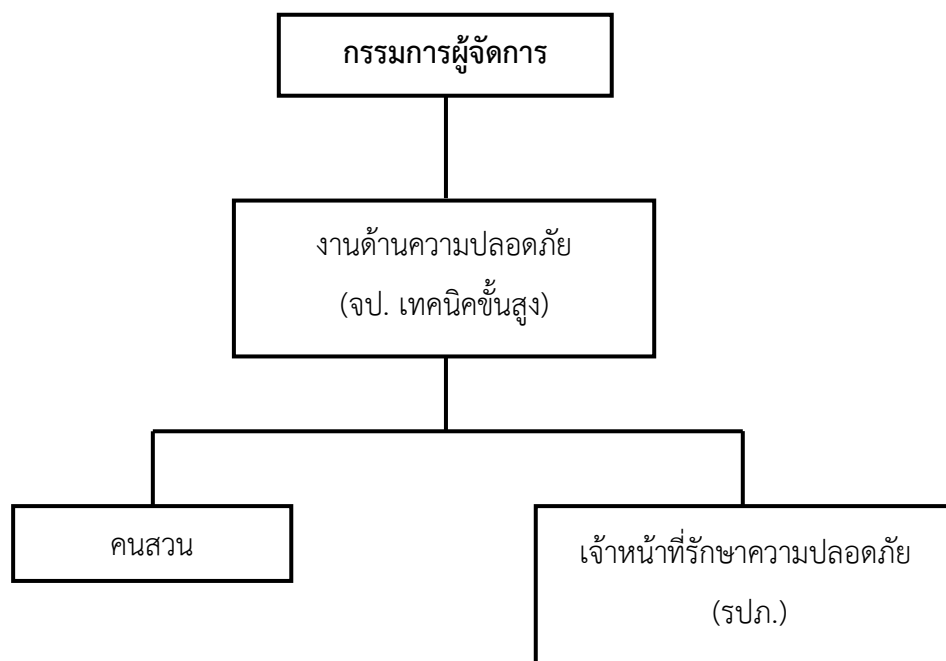 กรรมการผู้จัดการ
งานด้านความปลอดภัย
(จป. เทคนิคขั้นสูง)
คนสวน
เจ้าหน้าที่รักษาความปลอดภัย
(รปภ.)